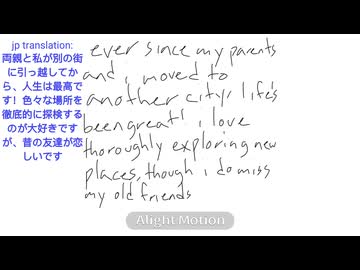 jp translation:
両親と私が別の街
に引っ越してか
ら、人生は最高で
す！色々な場所を
徹底的に探検する
のが大好きです
が、昔の友達が恋
しいです
ever since my parents
and i moved to
another city, life's
been great! i love
thoroughly exploring new
places, though i do miss
my old friends
Alight Motion